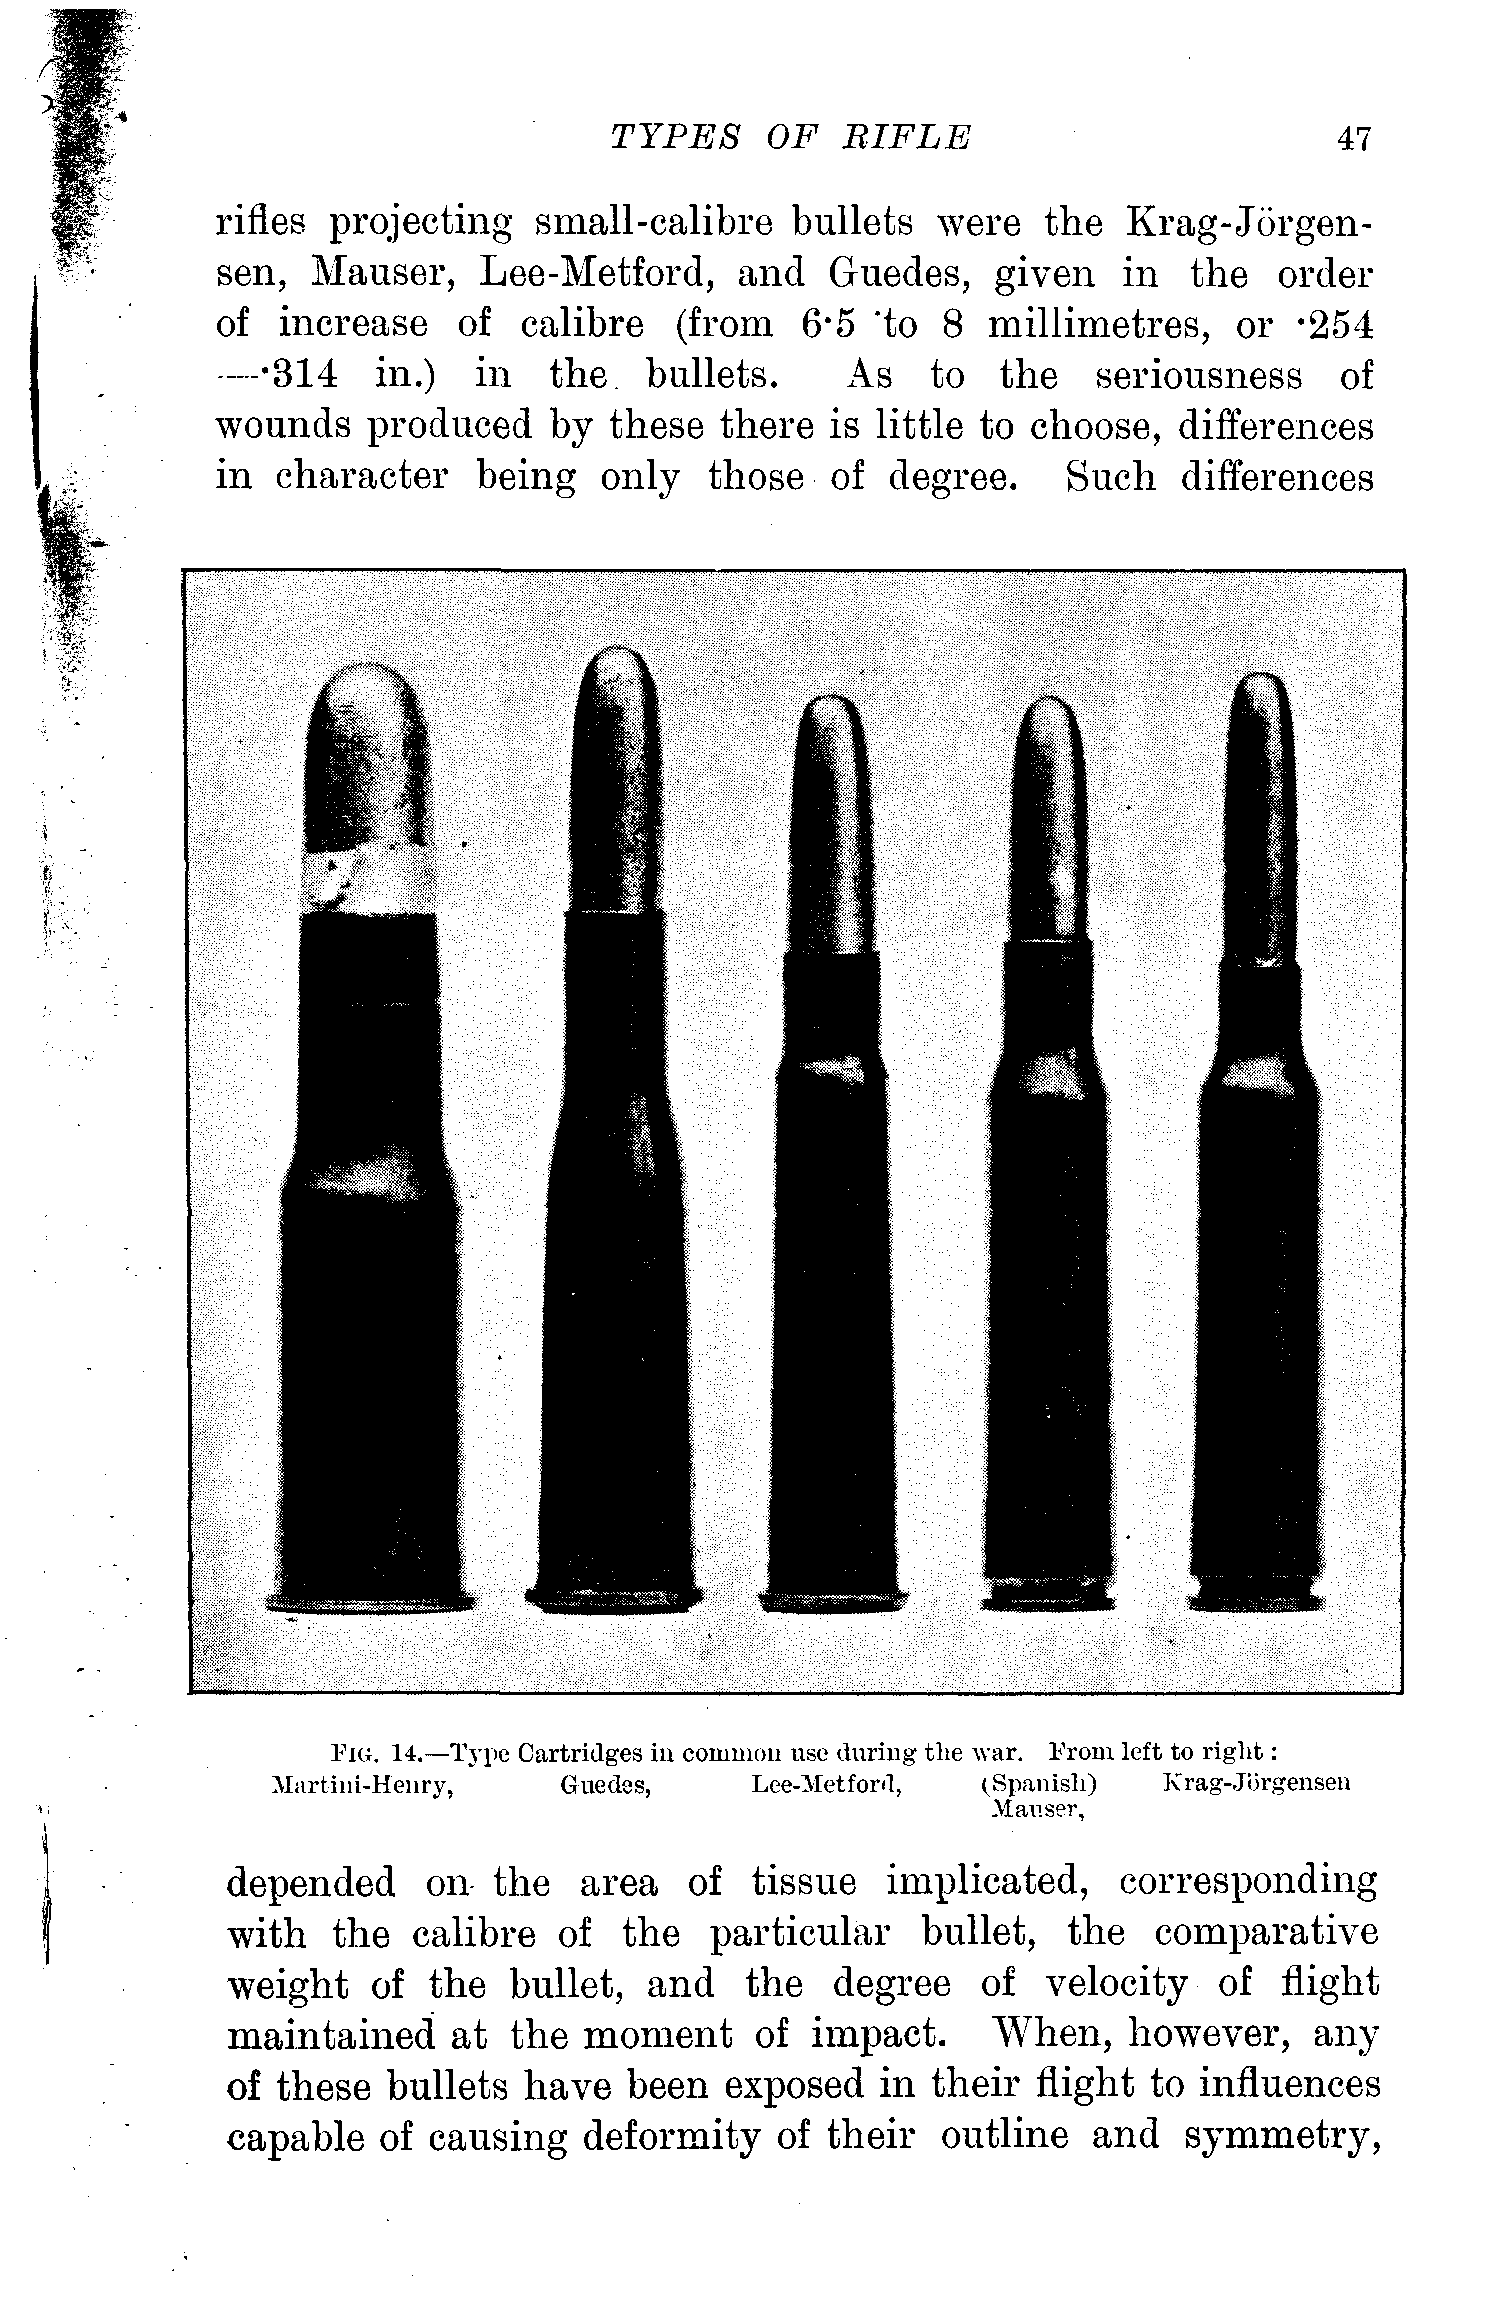 TYPES OF RIFLE 47
rifles projecting small-calibre bullets were the Krag-Jörgen-
sen, Mauser, Lee-Metford, and Guedes, given in the order
of increase of calibre (from 6·5 to 8 millimetres, or ·254
—·314 in.) in the bullets. As to the seriousness of
wounds produced by these there is little to choose, differences
in character being only those of degree. Such differences
FIG. 14.—Type Cartridges in common use during the war. From left to right:
Martini-Henry, Guedes, Lee-Metford, (Spanish) Krag-Jörgensen
Mauser,
depended on the area of tissue implicated, corresponding
with the calibre of the particular bullet, the comparative
weight of the bullet, and the degree of velocity of flight
maintained at the moment of impact. When, however, any
of these bullets have been exposed in their flight to influences
capable of causing deformity of their outline and symmetry,